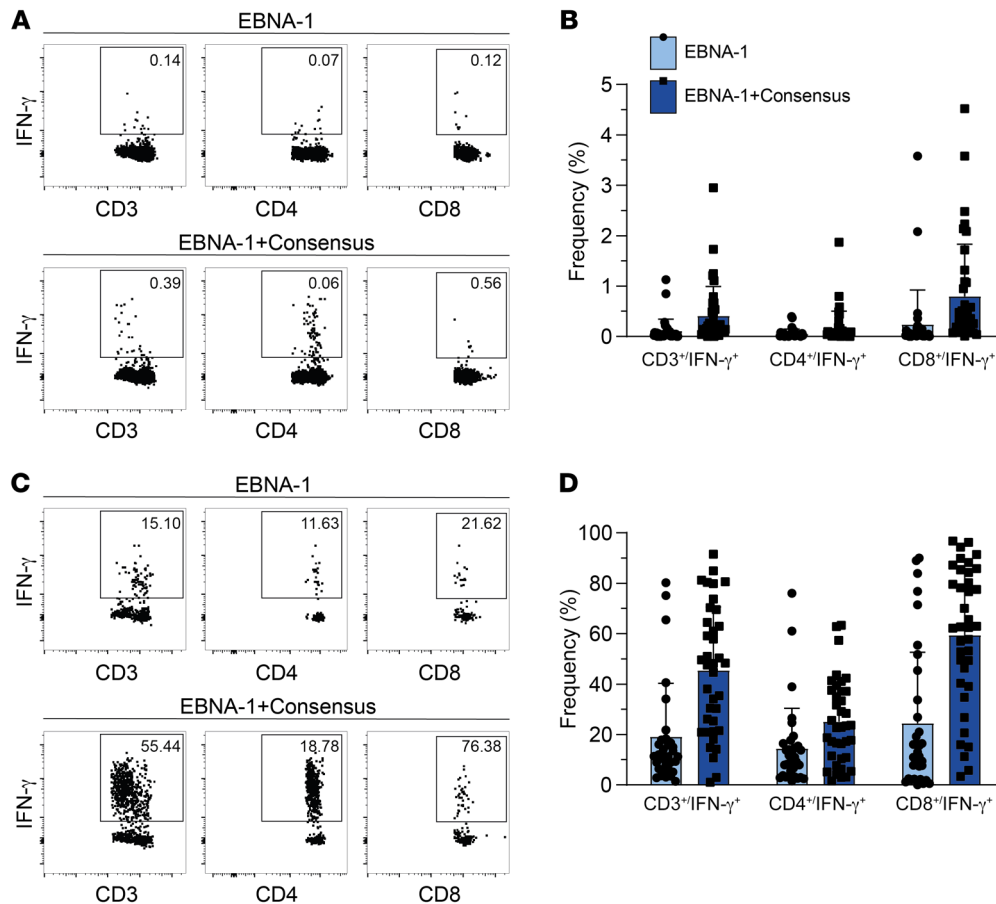 A
EBNA-1
IFN-γ
0.14
0.07
0.12
CD3
CD4
CD8
EBNA-1+Consensus
IFN-γ
0.39
0.06
0.56
CD3
CD4
CD8
B
EBNA-1
EBNA-1+Consensus
Frequency (%)
5
4
3
2
1
0
CD3⁺/IFN-γ⁺
CD4⁺/IFN-γ⁺
CD8⁺/IFN-γ⁺
C
EBNA-1
IFN-γ
15.10
11.63
21.62
CD3
CD4
CD8
EBNA-1+Consensus
IFN-γ
55.44
18.78
76.38
CD3
CD4
CD8
D
Frequency (%)
100
80
60
40
20
0
CD3⁺/IFN-γ⁺
CD4⁺/IFN-γ⁺
CD8⁺/IFN-γ⁺